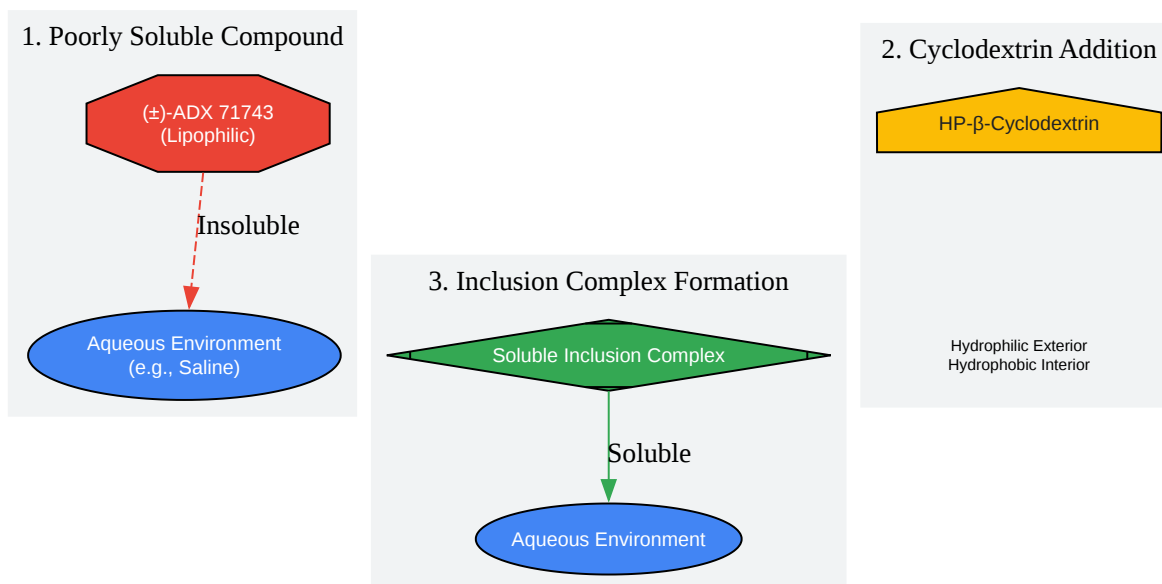 1. Poorly Soluble Compound
(±)-ADX 71743
(Lipophilic)
Insoluble
Aqueous Environment
(e.g., Saline)
2. Cyclodextrin Addition
HP-β-Cyclodextrin
Hydrophilic Exterior
Hydrophobic Interior
3. Inclusion Complex Formation
Soluble Inclusion Complex
Soluble
Aqueous Environment